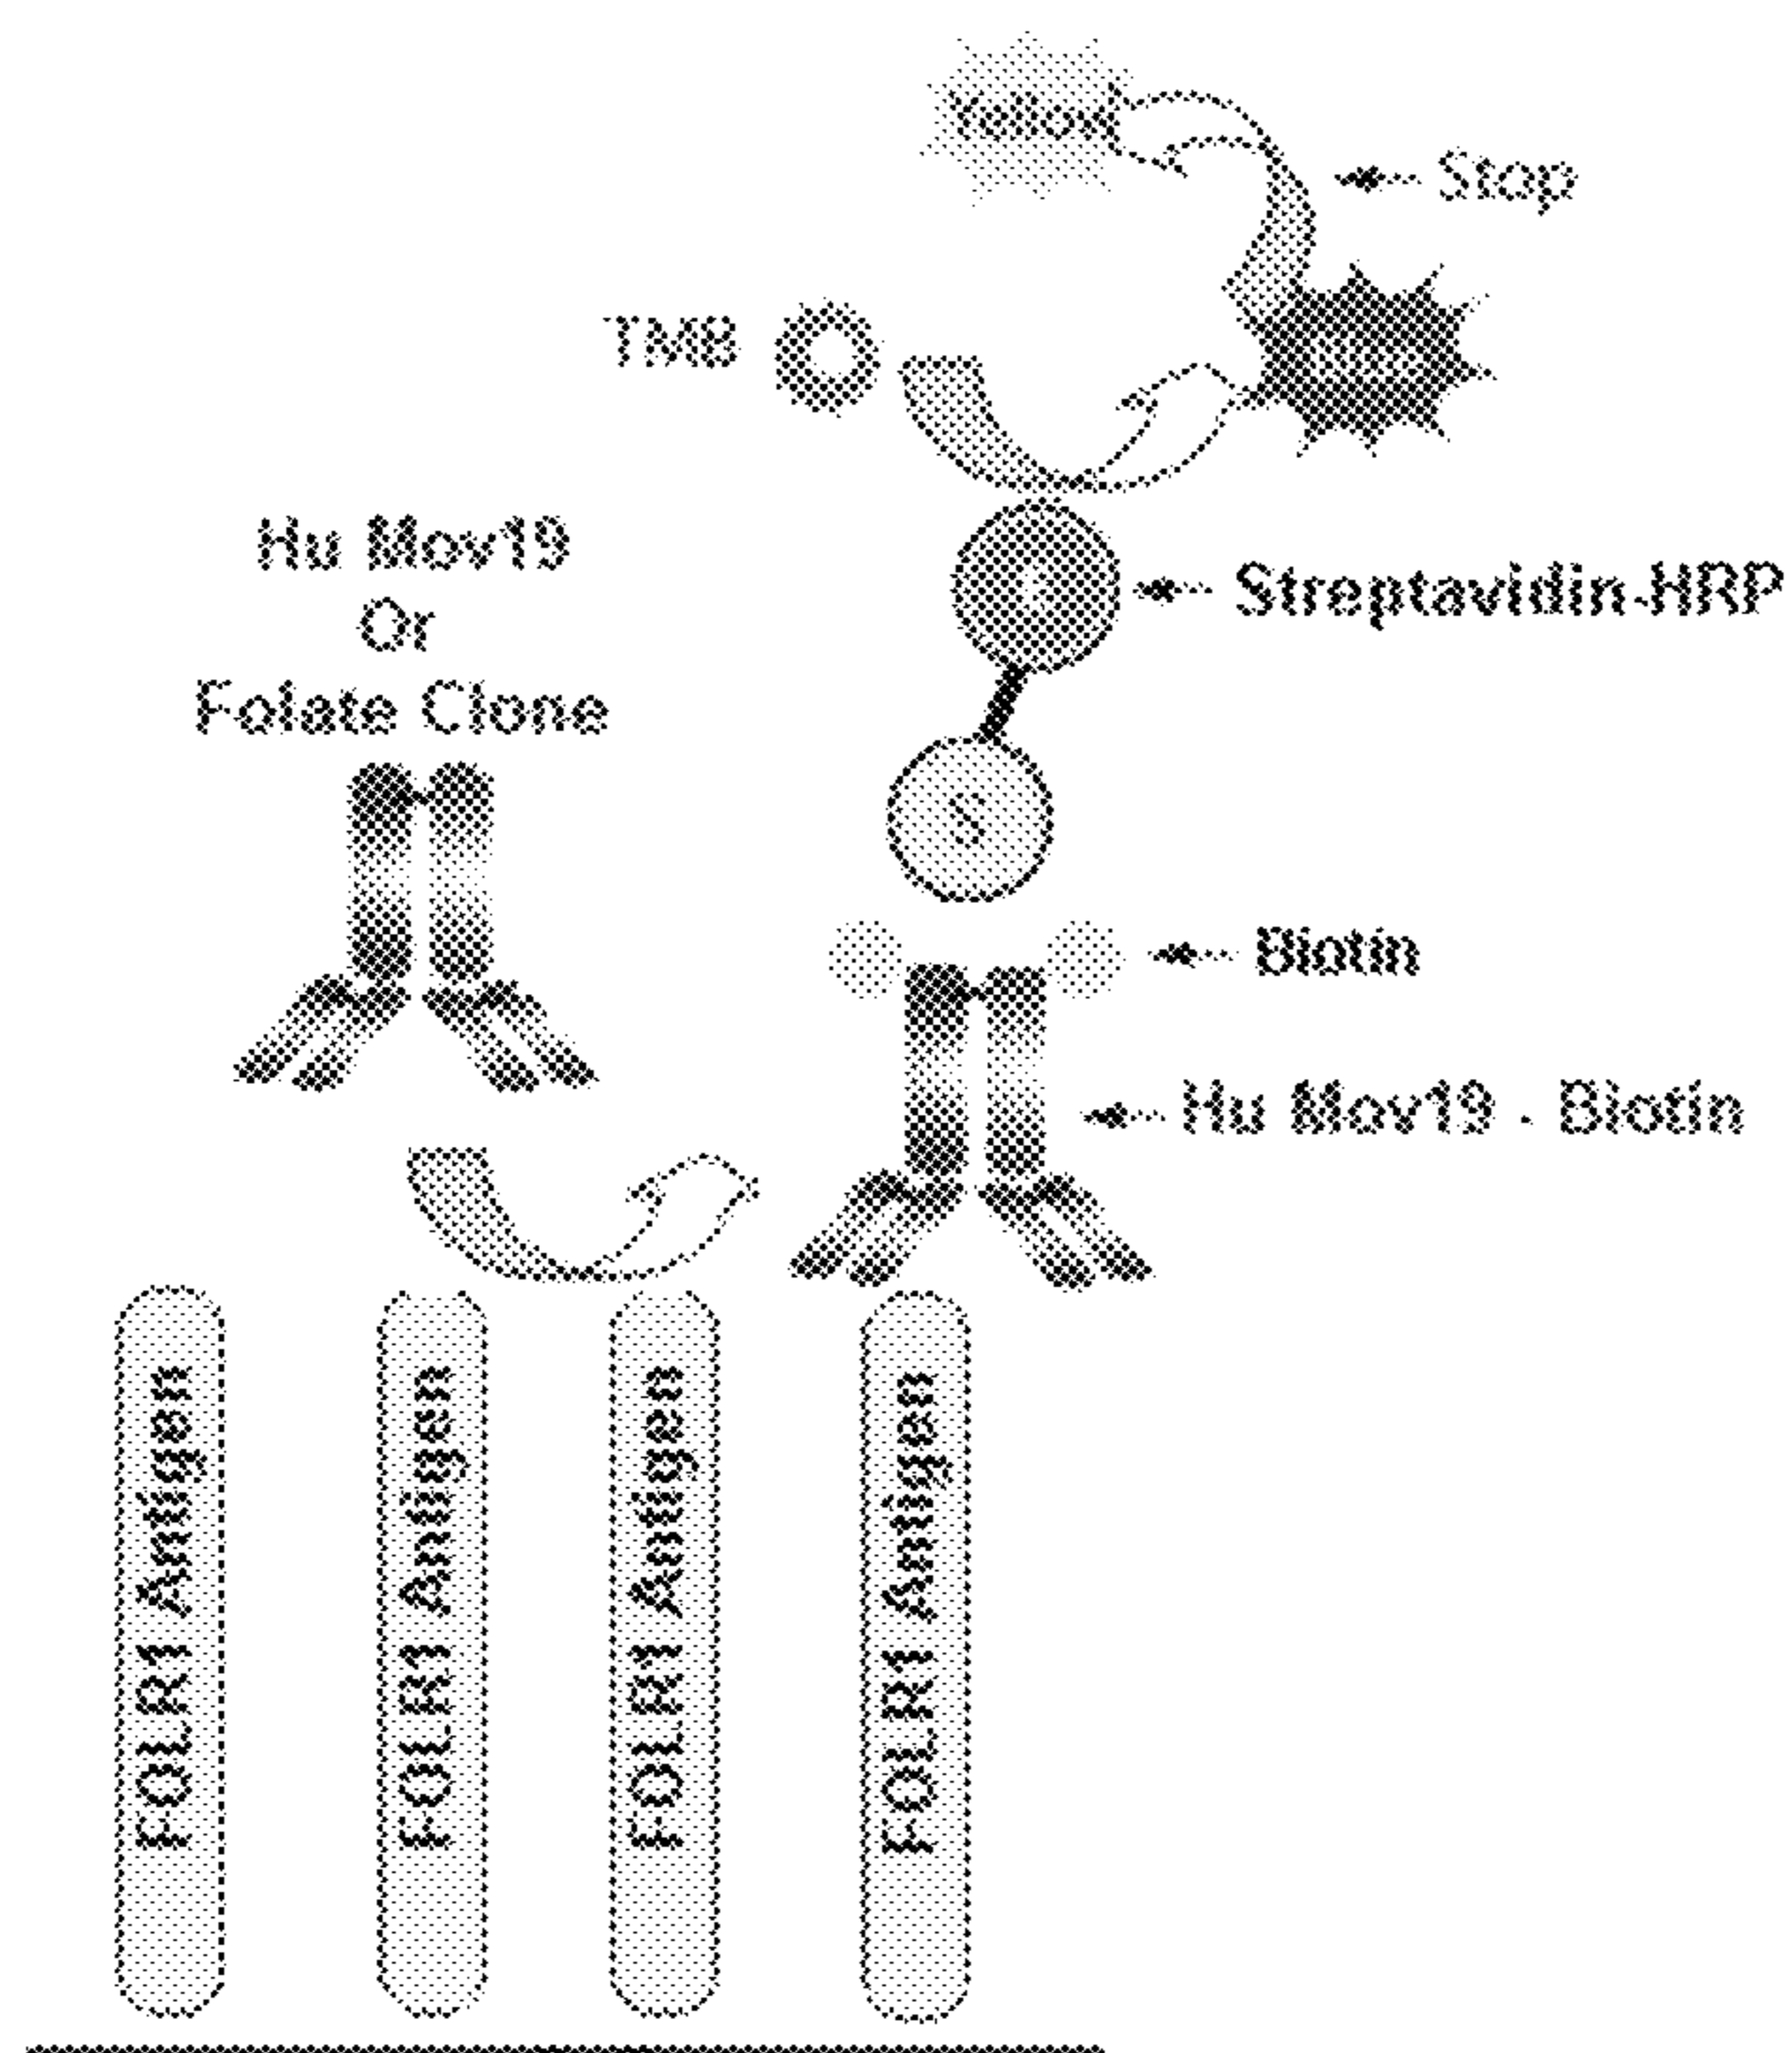 Yellow
Stop
TMB
Hu Mov19
Or
Folate Clone
Streptavidin-HRP
S
Biotin
Hu Mov19 - Biotin
FOLR1 Antigen
FOLR1 Antigen
FOLR1 Antigen
FOLR1 Antigen